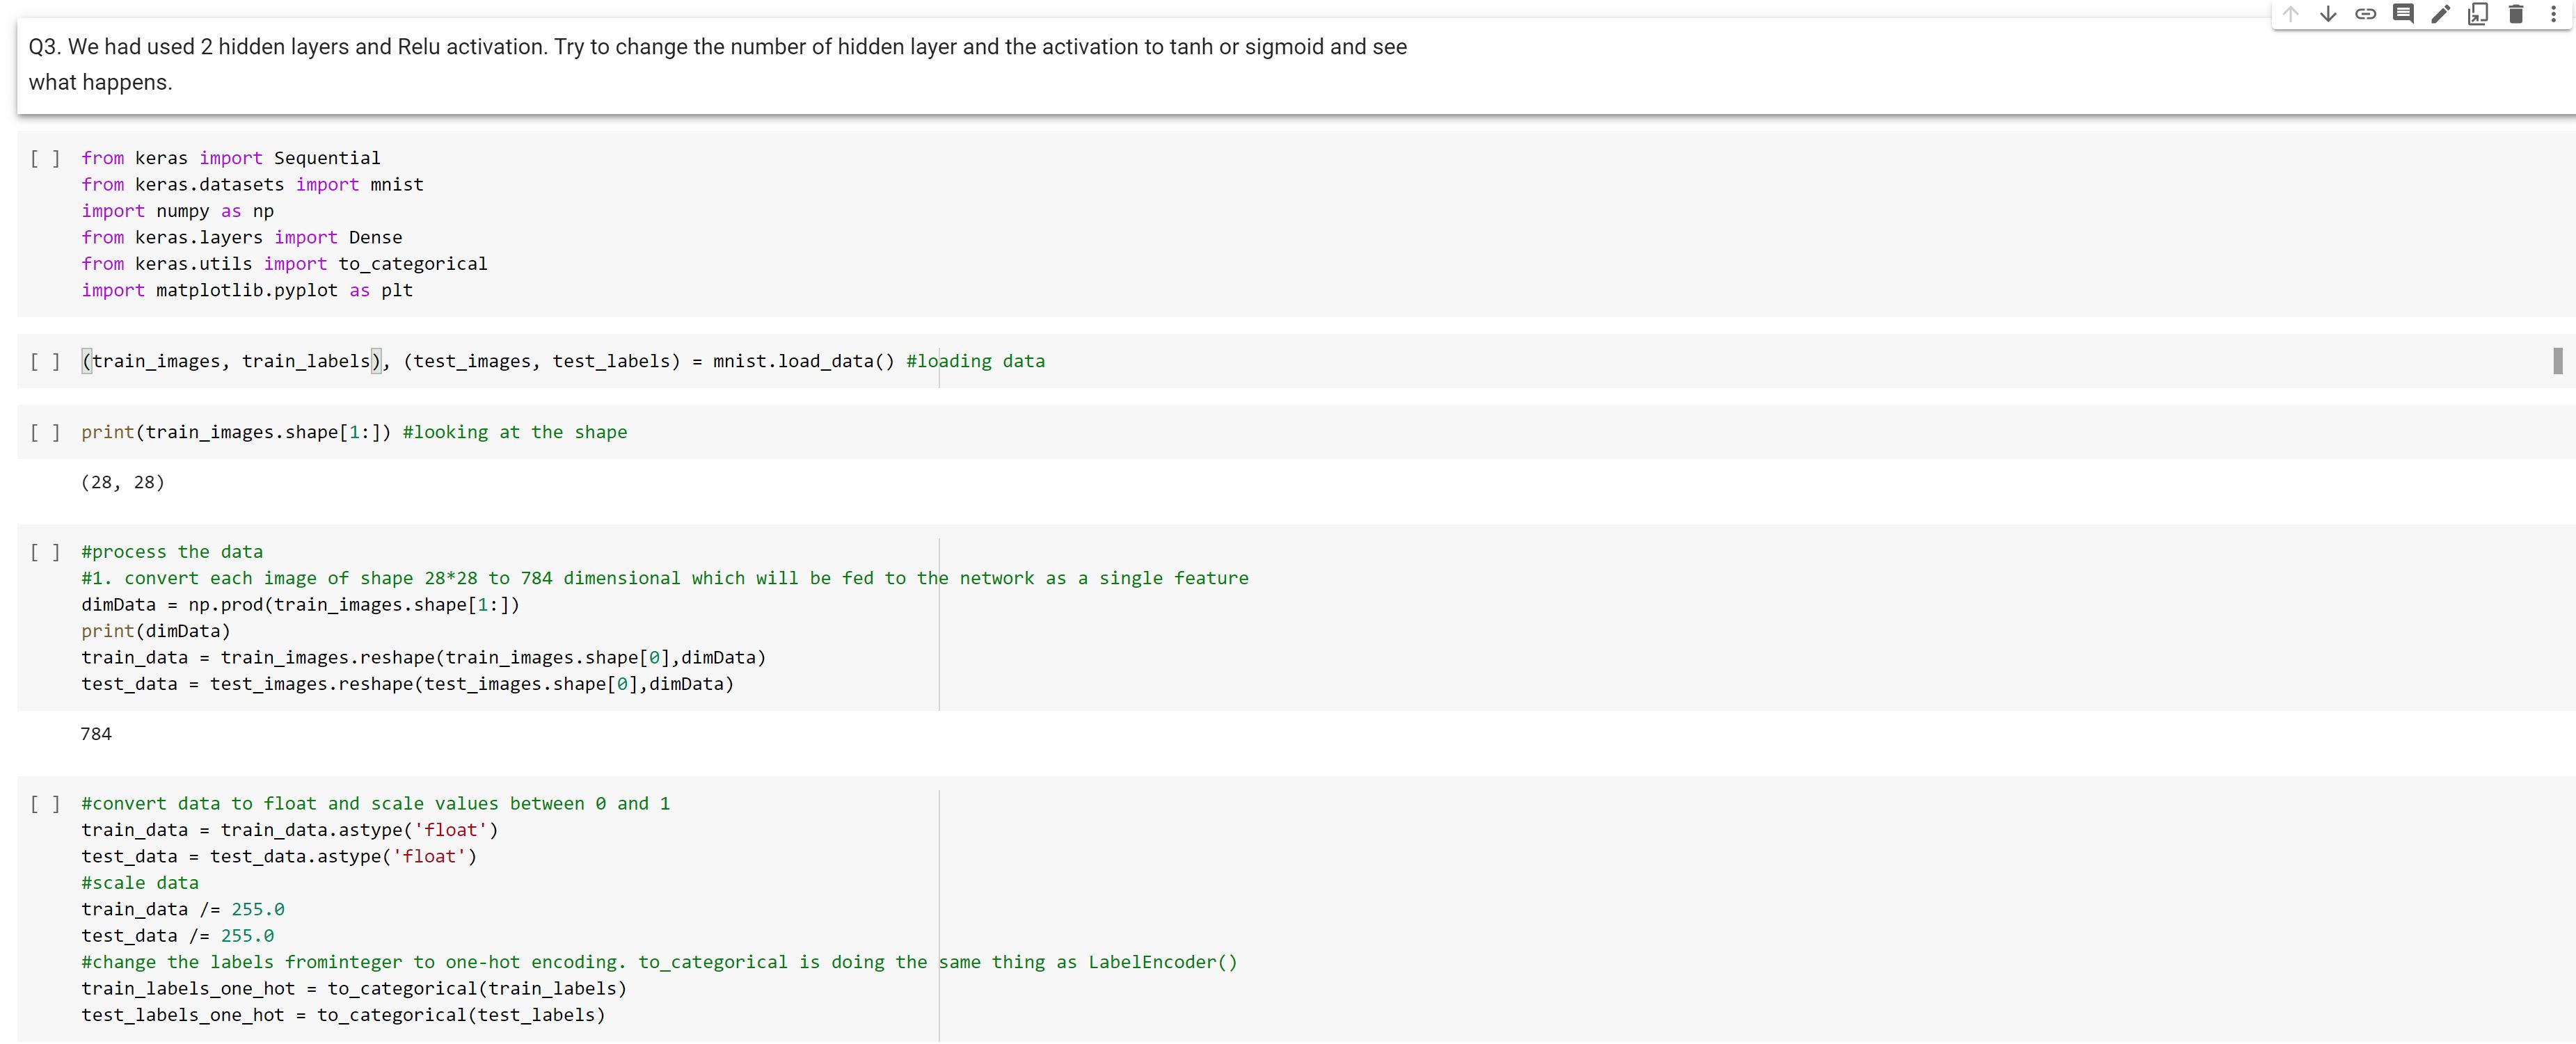 Q3. We had used 2 hidden layers and Relu activation. Try to change the number of hidden layer and the activation to tanh or sigmoid and see
what happens.
[ ] from keras import Sequential
from keras.datasets import mnist
import numpy as np
from keras.layers import Dense
from keras.utils import to_categorical
import matplotlib.pyplot as plt
[ ] (train_images, train_labels), (test_images, test_labels) = mnist.load_data() #loading data
[ ] print(train_images.shape[1:]) #looking at the shape
(28, 28)
[ ] #process the data
#1. convert each image of shape 28*28 to 784 dimensional which will be fed to the network as a single feature
dimData = np.prod(train_images.shape[1:])
print(dimData)
train_data = train_images.reshape(train_images.shape[0],dimData)
test_data = test_images.reshape(test_images.shape[0],dimData)
784
[ ] #convert data to float and scale values between 0 and 1
train_data = train_data.astype('float')
test_data = test_data.astype('float')
#scale data
train_data /= 255.0
test_data /= 255.0
#change the labels frominteger to one-hot encoding. to_categorical is doing the same thing as LabelEncoder()
train_labels_one_hot = to_categorical(train_labels)
test_labels_one_hot = to_categorical(test_labels)